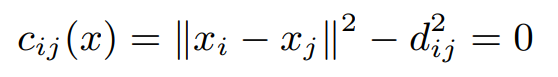 c_{ij}(x) = \|x_i - x_j\|^2 - d_{ij}^2 = 0